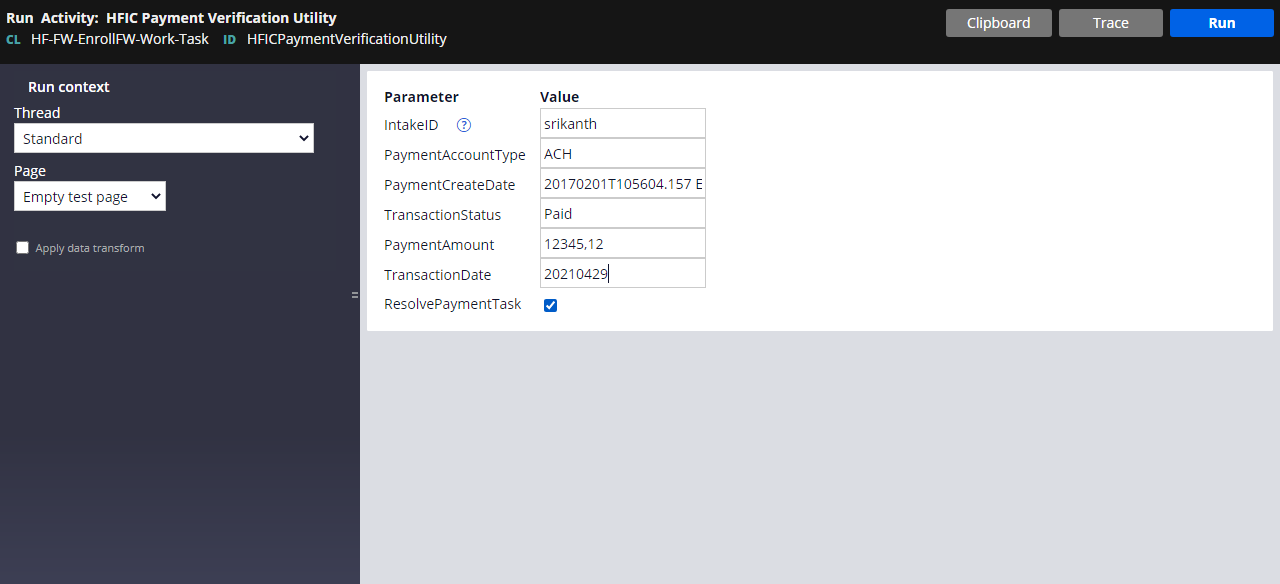 Run Activity: HFIC Payment Verification Utility
CL HF-FW-EnrollFW-Work-Task ID HFICPaymentVerificationUtility
Clipboard
Trace
Run
Run context
Thread
Standard
Page
Empty test page
Apply data transform
Parameter Value
IntakeID ? srikanth
PaymentAccountType ACH
PaymentCreateDate 20170201T105604.157 E
TransactionStatus Paid
PaymentAmount 12345,12
TransactionDate 20210429
ResolvePaymentTask